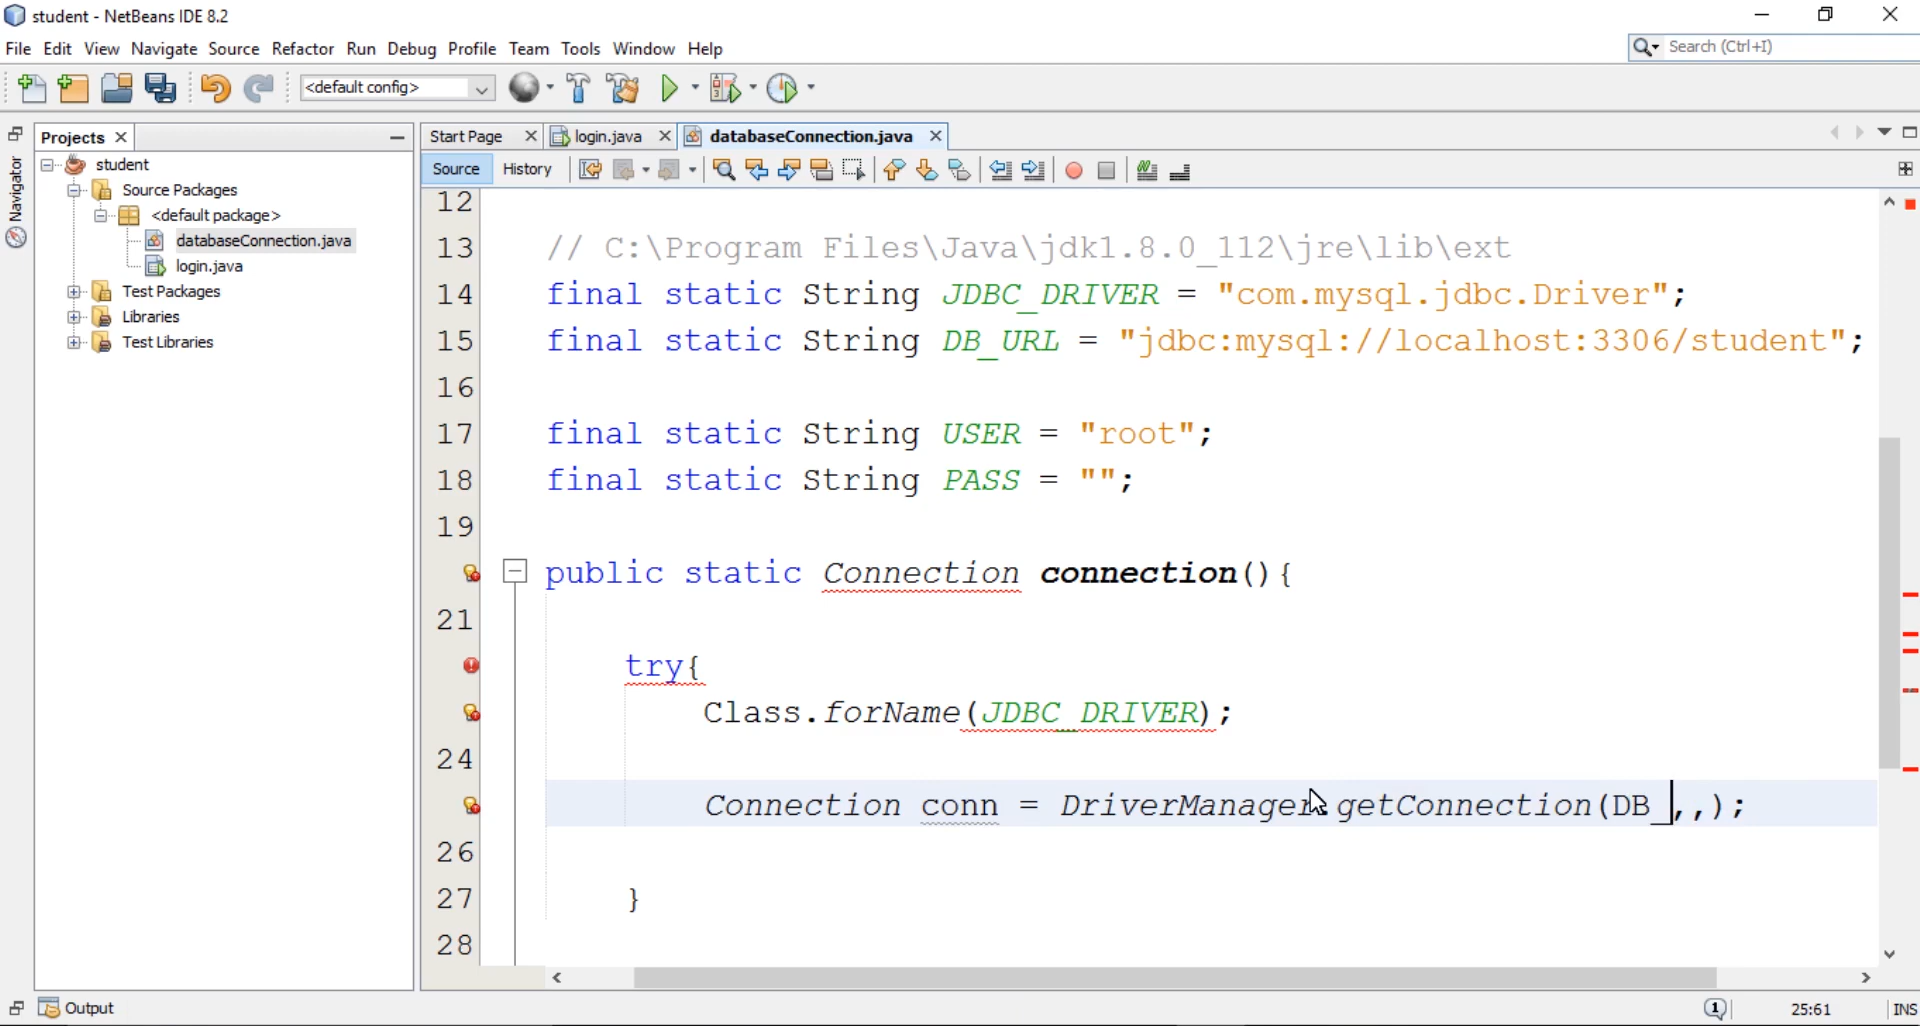 student - NetBeans IDE 8.2
File Edit View Navigate Source Refactor Run Debug Profile Team Tools Window Help
Search (Ctrl+I)
<default config>
Projects
Start Page login.java databaseConnection.java
Navigator
Source History
student
Source Packages
<default package>
databaseConnection.java
login.java
Test Packages
Libraries
Test Libraries
12
13 // C:\Program Files\Java\jdk1.8.0_112\jre\lib\ext
14 final static String JDBC_DRIVER = "com.mysql.jdbc.Driver";
15 final static String DB_URL = "jdbc:mysql://localhost:3306/student";
16
17 final static String USER = "root";
18 final static String PASS = "";
19
public static Connection connection(){
21
try{
Class.forName(JDBC_DRIVER);
24
Connection conn = DriverManager.getConnection(DB_,,);
26
27 }
28
Output
1
25:61
INS